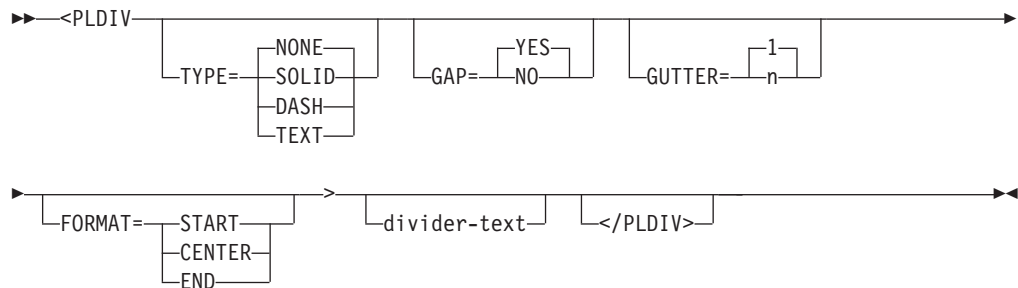 <PLDIV
NONE YES 1
TYPE= SOLID GAP= NO GUTTER= n
DASH
TEXT
>
FORMAT= START divider-text </PLDIV>
CENTER
END